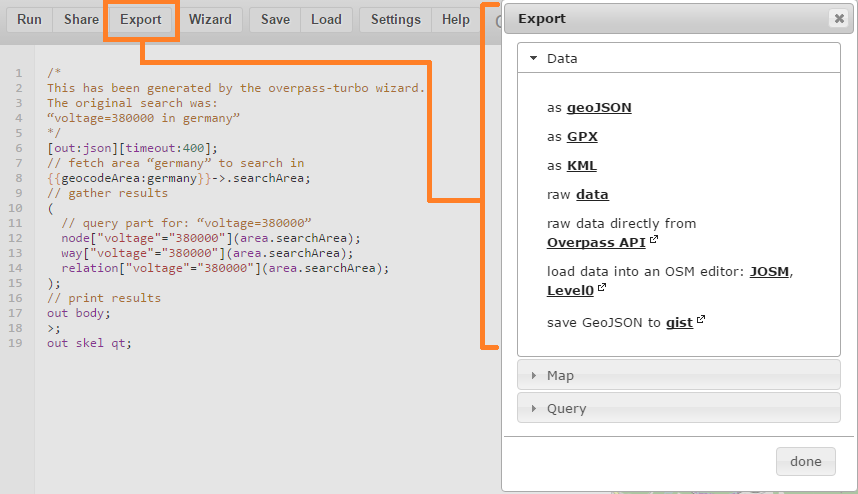 Run Share Export Wizard Save Load Settings Help
1 /*
2 This has been generated by the overpass-turbo wizard.
3 The original search was:
4 “voltage=380000 in germany”
5 */
6 [out:json][timeout:400];
7 // fetch area “germany” to search in
8 {{geocodeArea:germany}}->.searchArea;
9 // gather results
10 (
11 // query part for: “voltage=380000”
12 node["voltage"="380000"](area.searchArea);
13 way["voltage"="380000"](area.searchArea);
14 relation["voltage"="380000"](area.searchArea);
15 );
16 // print results
17 out body;
18 >;
19 out skel qt;
Export
Data
as geoJSON
as GPX
as KML
raw data
raw data directly from
Overpass API
load data into an OSM editor: JOSM,
Level0
save GeoJSON to gist
Map
Query
done